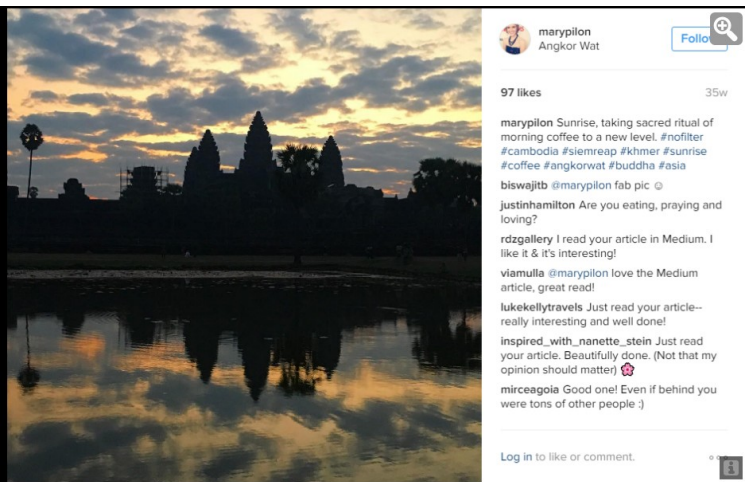 marypilon
Angkor Wat
Follow
97 likes
35w
marypilon Sunrise, taking sacred ritual of
morning coffee to a new level. #nofilter
#cambodia #siemreap #khmer #sunrise
#coffee #angkorwat #buddha #asia
biswajitb @marypilon fab pic ☺
justinhamilton Are you eating, praying and
loving?
rdzgallery I read your article in Medium. I
like it & it's interesting!
viamulla @marypilon love the Medium
article, great read!
lukekellytravels Just read your article--
really interesting and well done!
inspired_with_nanette_stein Just read
your article. Beautifully done. (Not that my
opinion should matter) 🌸
mirceagoia Good one! Even if behind you
were tons of other people :)
Log in to like or comment.